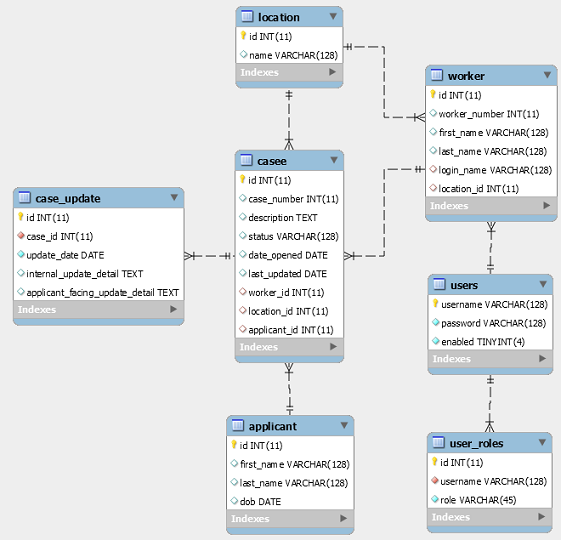 location
id INT(11)
name VARCHAR(128)
Indexes
worker
id INT(11)
worker_number INT(11)
first_name VARCHAR(128)
last_name VARCHAR(128)
login_name VARCHAR(128)
location_id INT(11)
Indexes
casee
id INT(11)
case_number INT(11)
description TEXT
status VARCHAR(128)
date_opened DATE
last_updated DATE
worker_id INT(11)
location_id INT(11)
applicant_id INT(11)
Indexes
case_update
id INT(11)
case_id INT(11)
update_date DATE
internal_update_detail TEXT
applicant_facing_update_detail TEXT
Indexes
users
username VARCHAR(128)
password VARCHAR(128)
enabled TINYINT(4)
Indexes
applicant
id INT(11)
first_name VARCHAR(128)
last_name VARCHAR(128)
dob DATE
Indexes
user_roles
id INT(11)
username VARCHAR(128)
role VARCHAR(45)
Indexes